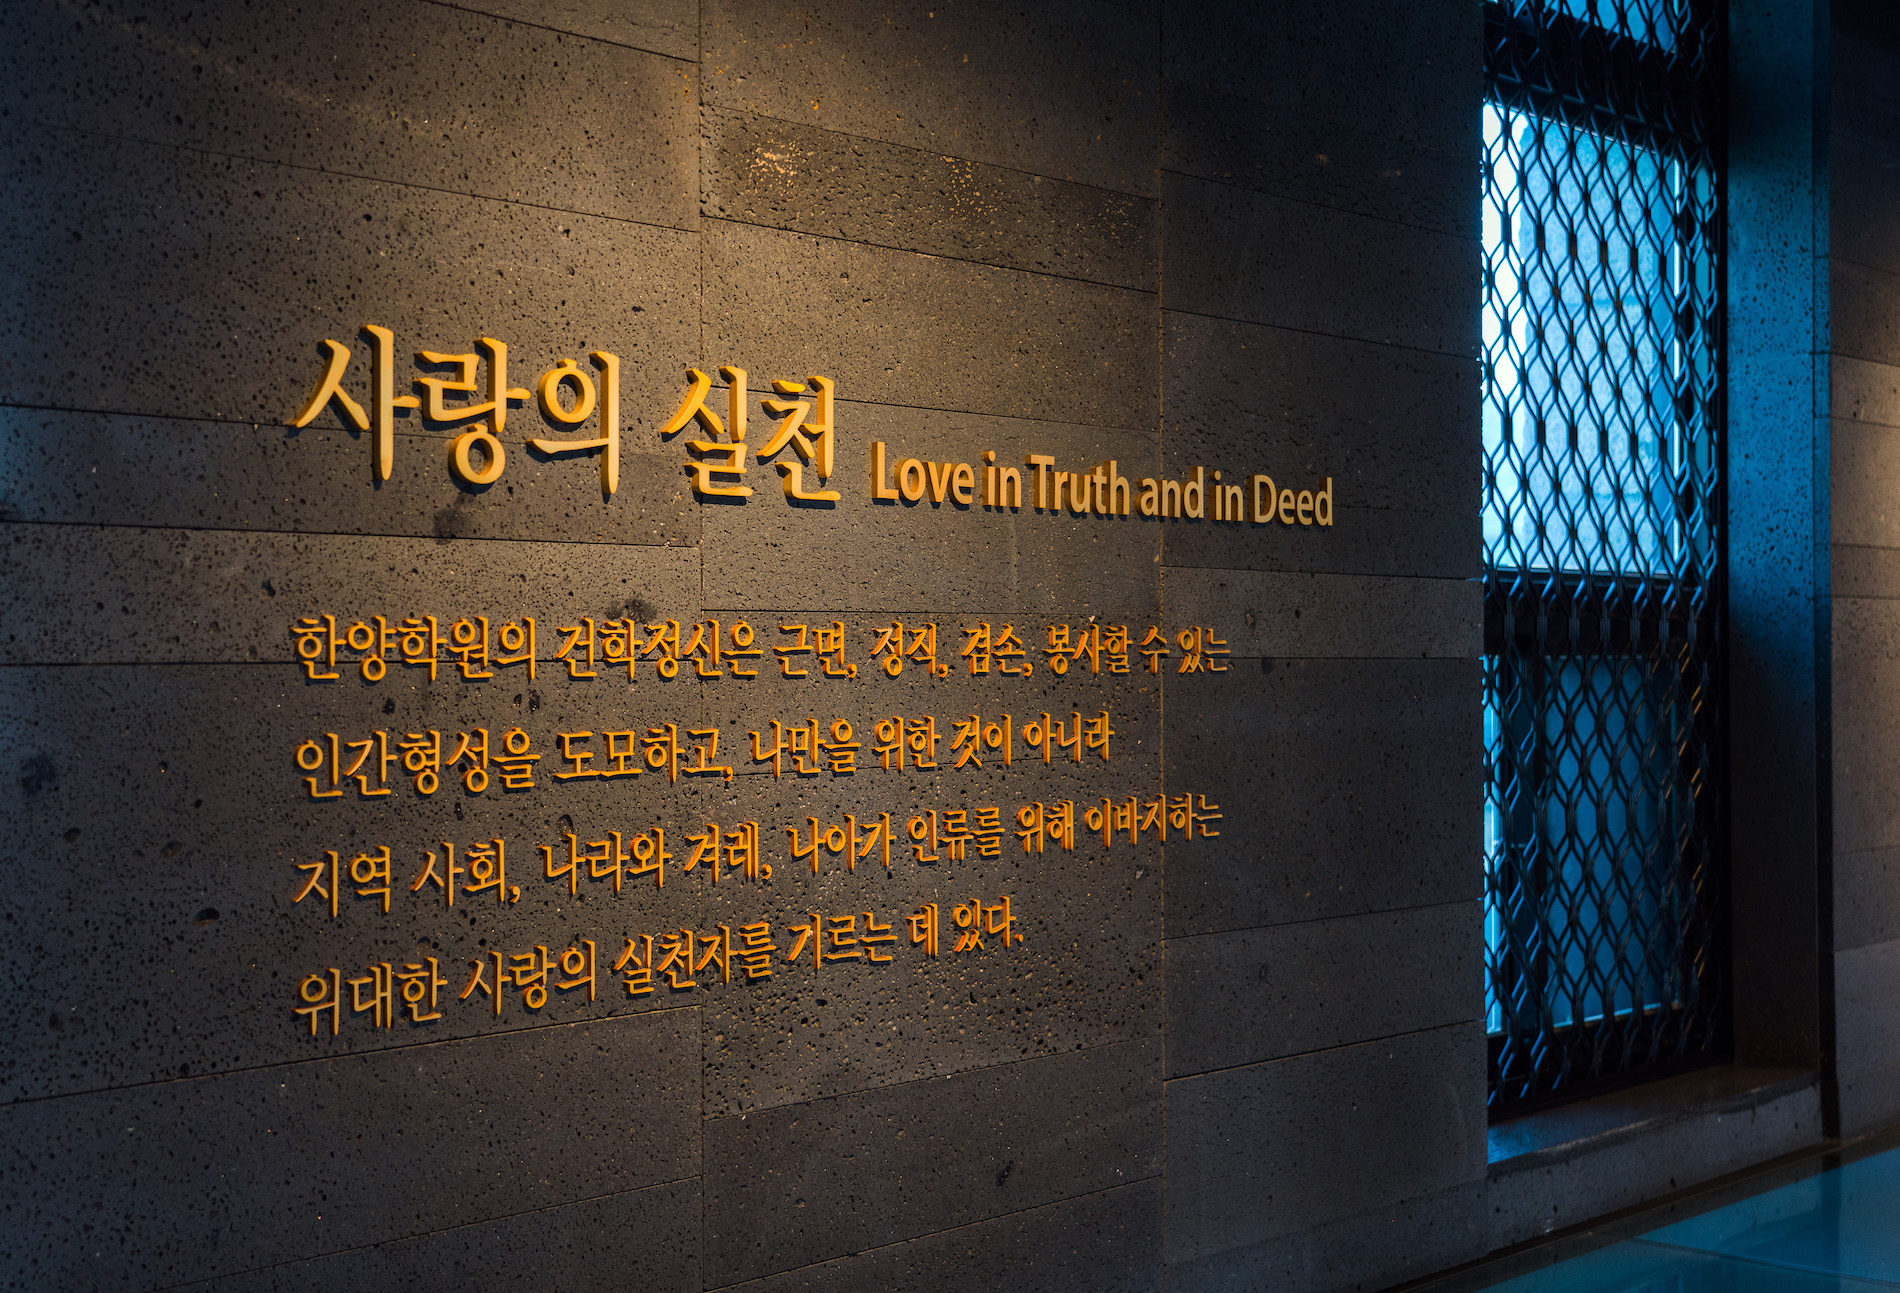 사랑의 실천 Love in Truth and in Deed
한양학원의 건학정신은 근면, 정직, 겸손, 봉사할 수 있는
인간형성을 도모하고, 나만을 위한 것이 아니라
지역 사회, 나라와 겨레, 나아가 인류를 위해 이바지하는
위대한 사랑의 실천자를 기르는 데 있다.